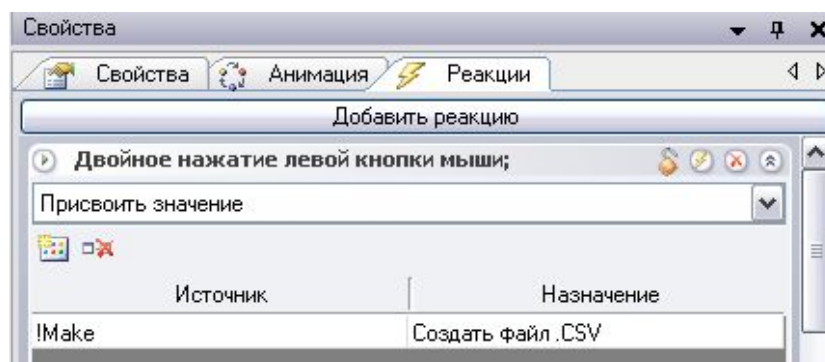 Свойства
Свойства Анимация Реакции
Добавить реакцию
Двойное нажатие левой кнопки мыши;
Присвоить значение
Источник Назначение
!Make Создать файл .CSV